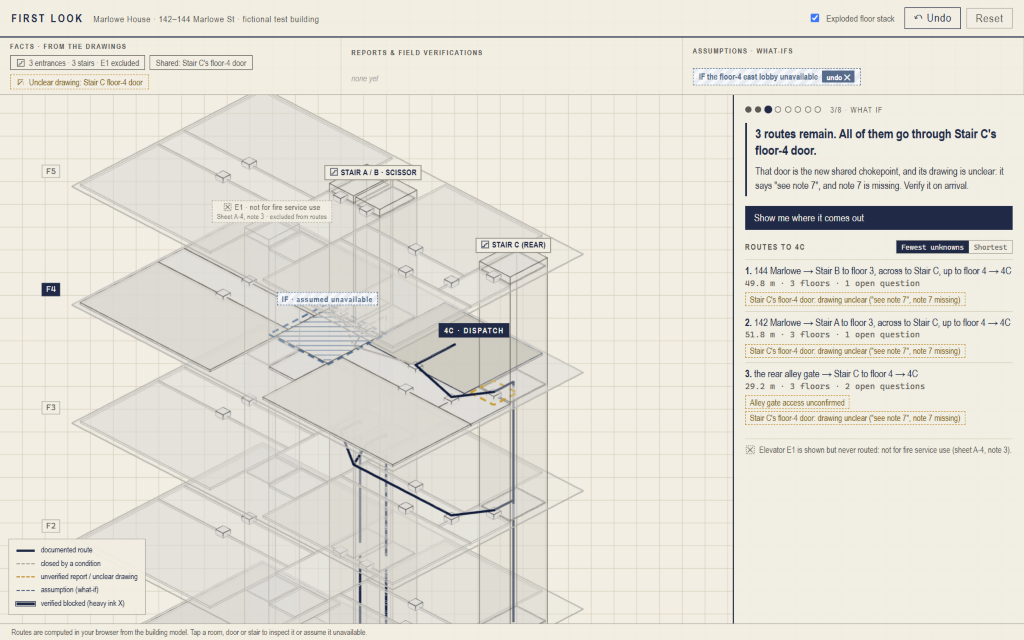 FIRST LOOK
Marlowe House · 142–144 Marlowe St · fictional test building
Exploded floor stack
Undo
Reset
FACTS · FROM THE DRAWINGS
3 entrances · 3 stairs · E1 excluded
Shared: Stair C's floor-4 door
Unclear drawing: Stair C floor-4 door
REPORTS & FIELD VERIFICATIONS
none yet
ASSUMPTIONS · WHAT-IFS
IF the floor-4 east lobby unavailable
undo X
F5
STAIR A / B · SCISSOR
E1 · not for fire service use
Sheet A-4, note 3 · excluded from routes
STAIR C (REAR)
F4
IF · assumed unavailable
4C · DISPATCH
F3
F2
documented route
closed by a condition
unverified report / unclear drawing
assumption (what-if)
verified blocked (heavy ink X)
3/8 · WHAT IF
3 routes remain. All of them go through Stair C's
floor-4 door.
That door is the new shared chokepoint, and its drawing is unclear: it
says "see note 7", and note 7 is missing. Verify it on arrival.
Show me where it comes out
ROUTES TO 4C
Fewest unknowns
Shortest
1. 144 Marlowe → Stair B to floor 3, across to Stair C, up to floor 4 → 4C
49.8 m · 3 floors · 1 open question
Stair C's floor-4 door: drawing unclear ("see note 7", note 7 missing)
2. 142 Marlowe → Stair A to floor 3, across to Stair C, up to floor 4 → 4C
51.8 m · 3 floors · 1 open question
Stair C's floor-4 door: drawing unclear ("see note 7", note 7 missing)
3. the rear alley gate → Stair C to floor 4 → 4C
29.2 m · 3 floors · 2 open questions
Alley gate access unconfirmed
Stair C's floor-4 door: drawing unclear ("see note 7", note 7 missing)
Elevator E1 is shown but never routed: not for fire service use (sheet A-4, note 3).
Routes are computed in your browser from the building model. Tap a room, door or stair to inspect it or assume it unavailable.